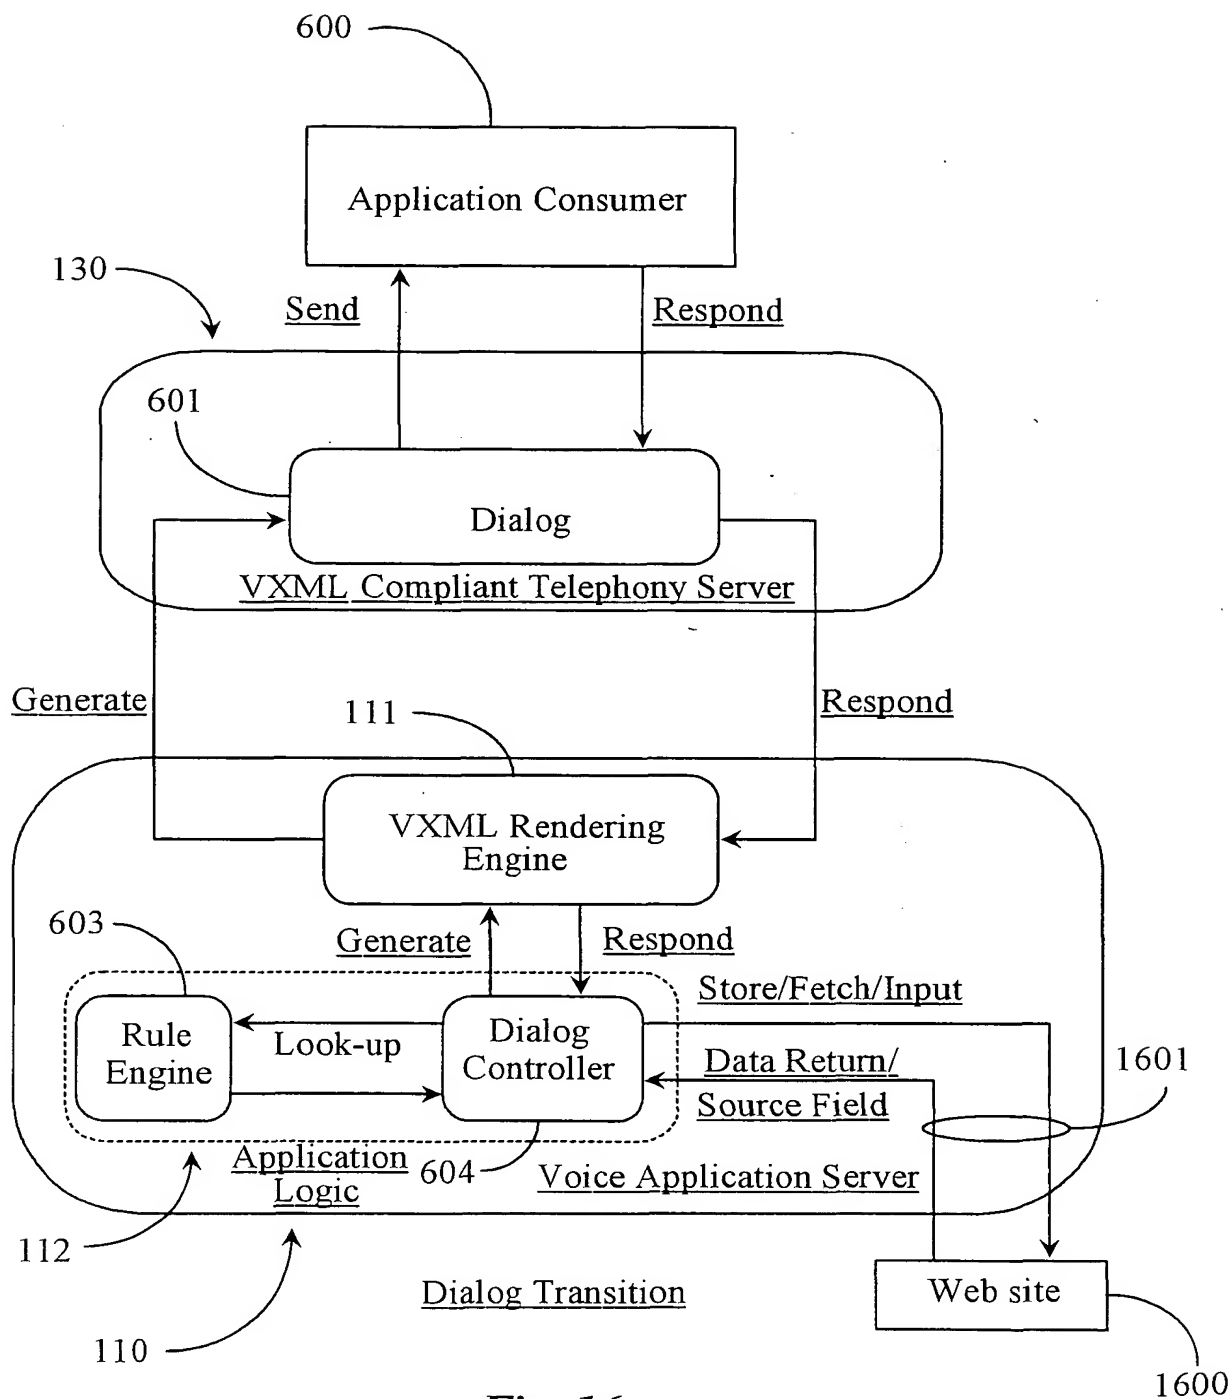 600
Application Consumer
130
Send
Respond
601
Dialog
VXML Compliant Telephony Server
Generate
111
Respond
VXML Rendering
Engine
603
Generate
Respond
Store/Fetch/Input
Rule
Engine
Look-up
Dialog
Controller
Data Return/
Source Field
1601
Application
Logic
604
Voice Application Server
112
Dialog Transition
Web site
110
1600